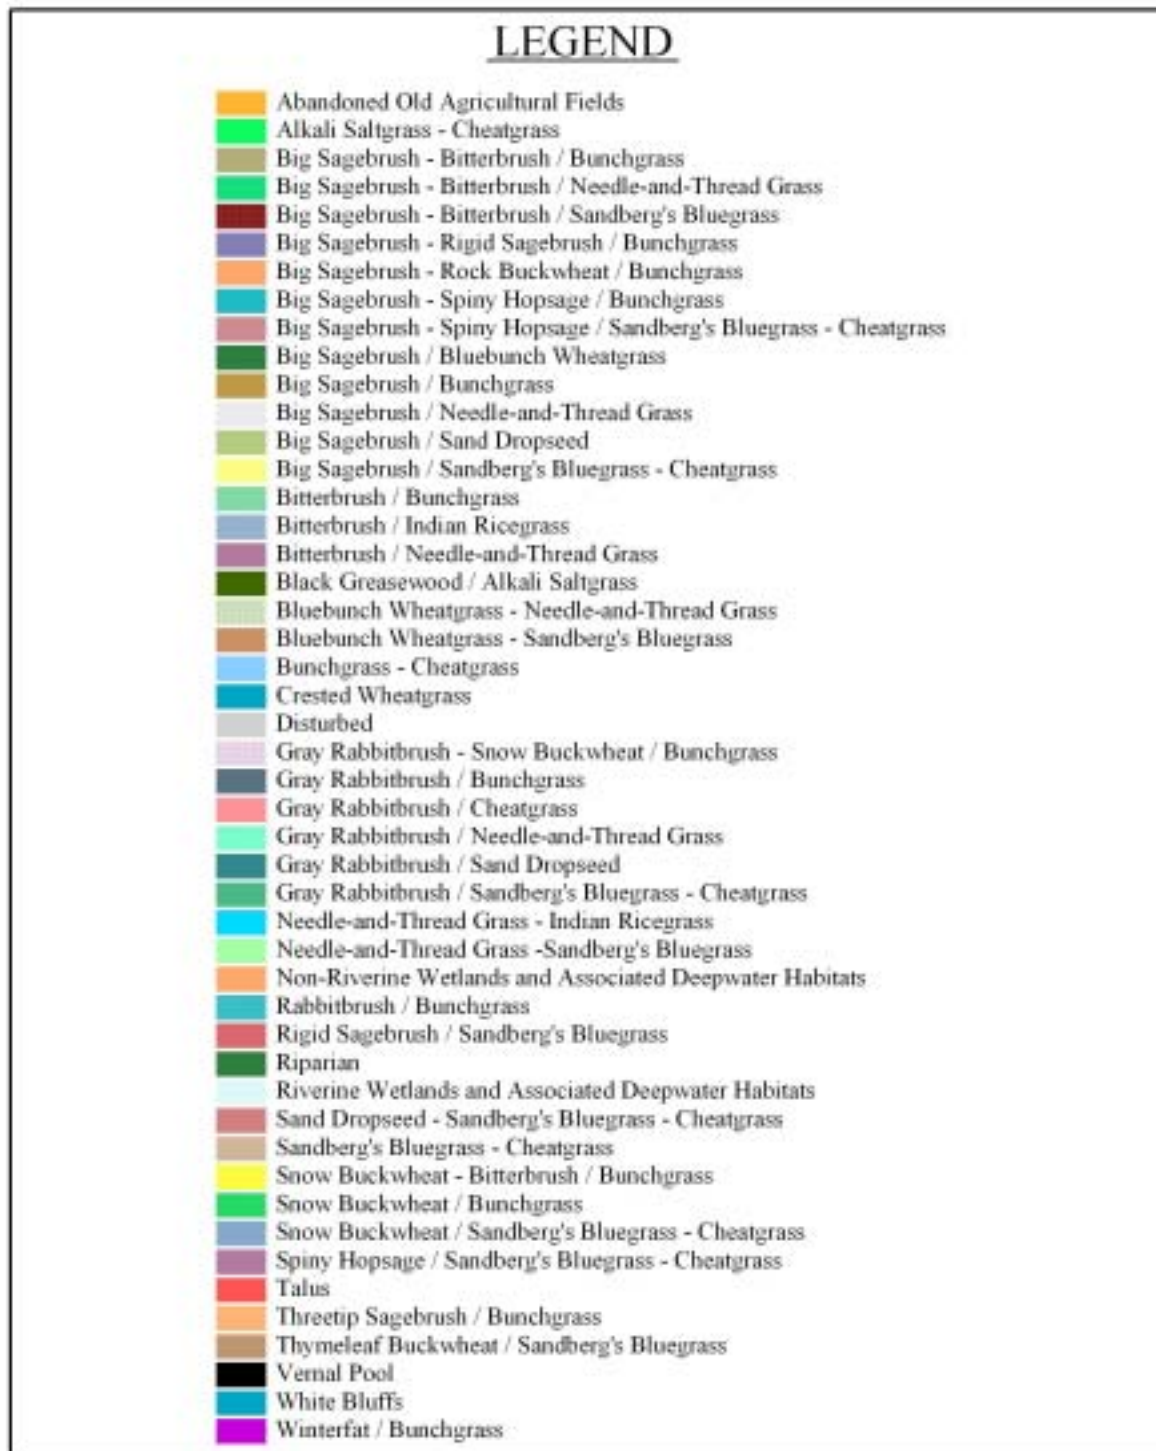 LEGEND
Abandoned Old Agricultural Fields
Alkali Saltgrass - Cheatgrass
Big Sagebrush - Bitterbrush / Bunchgrass
Big Sagebrush - Bitterbrush / Needle-and-Thread Grass
Big Sagebrush - Bitterbrush / Sandberg's Bluegrass
Big Sagebrush - Rigid Sagebrush / Bunchgrass
Big Sagebrush - Rock Buckwheat / Bunchgrass
Big Sagebrush - Spiny Hopsage / Bunchgrass
Big Sagebrush - Spiny Hopsage / Sandberg's Bluegrass - Cheatgrass
Big Sagebrush / Bluebunch Wheatgrass
Big Sagebrush / Bunchgrass
Big Sagebrush / Needle-and-Thread Grass
Big Sagebrush / Sand Dropseed
Big Sagebrush / Sandberg's Bluegrass - Cheatgrass
Bitterbrush / Bunchgrass
Bitterbrush / Indian Ricegrass
Bitterbrush / Needle-and-Thread Grass
Black Greasewood / Alkali Saltgrass
Bluebunch Wheatgrass - Needle-and-Thread Grass
Bluebunch Wheatgrass - Sandberg's Bluegrass
Bunchgrass - Cheatgrass
Crested Wheatgrass
Disturbed
Gray Rabbitbrush - Snow Buckwheat / Bunchgrass
Gray Rabbitbrush / Bunchgrass
Gray Rabbitbrush / Cheatgrass
Gray Rabbitbrush / Needle-and-Thread Grass
Gray Rabbitbrush / Sand Dropseed
Gray Rabbitbrush / Sandberg's Bluegrass - Cheatgrass
Needle-and-Thread Grass - Indian Ricegrass
Needle-and-Thread Grass -Sandberg's Bluegrass
Non-Riverine Wetlands and Associated Deepwater Habitats
Rabbitbrush / Bunchgrass
Rigid Sagebrush / Sandberg's Bluegrass
Riparian
Riverine Wetlands and Associated Deepwater Habitats
Sand Dropseed - Sandberg's Bluegrass - Cheatgrass
Sandberg's Bluegrass - Cheatgrass
Snow Buckwheat - Bitterbrush / Bunchgrass
Snow Buckwheat / Bunchgrass
Snow Buckwheat / Sandberg's Bluegrass - Cheatgrass
Spiny Hopsage / Sandberg's Bluegrass - Cheatgrass
Talus
Threetip Sagebrush / Bunchgrass
Thymeleaf Buckwheat / Sandberg's Bluegrass
Vernal Pool
White Bluffs
Winterfat / Bunchgrass